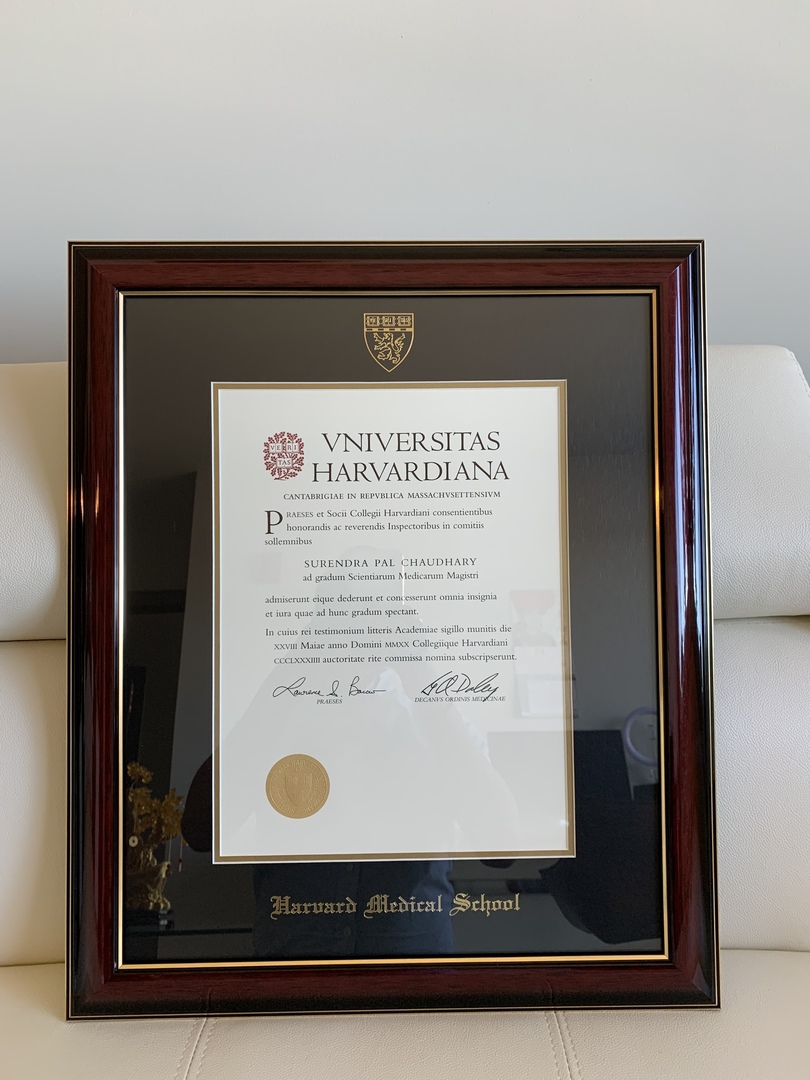 VE RI
TAS
VNIVERSITAS
HARVARDIANA
CANTABRIGIAE IN REPVBLICA MASSACHVSETTENSIVM
PRAESES et Socii Collegii Harvardiani consentientibus
honorandis ac reverendis Inspectoribus in comitiis
sollemnibus
SURENDRA PAL CHAUDHARY
ad gradum Scientiarum Medicarum Magistri
admiserunt eique dederunt et concesserunt omnia insignia
et iura quae ad hunc gradum spectant.
In cuius rei testimonium litteris Academiae sigillo munitis die
XXVIII Maiae anno Domini MMXX Collegiique Harvardiani
CCCLXXXIIII auctoritate rite commissa nomina subscripserunt.
Lawrence S. Bacow
PRAESES
DECANVS ORDINIS MEDICINAE
Harvard Medical School